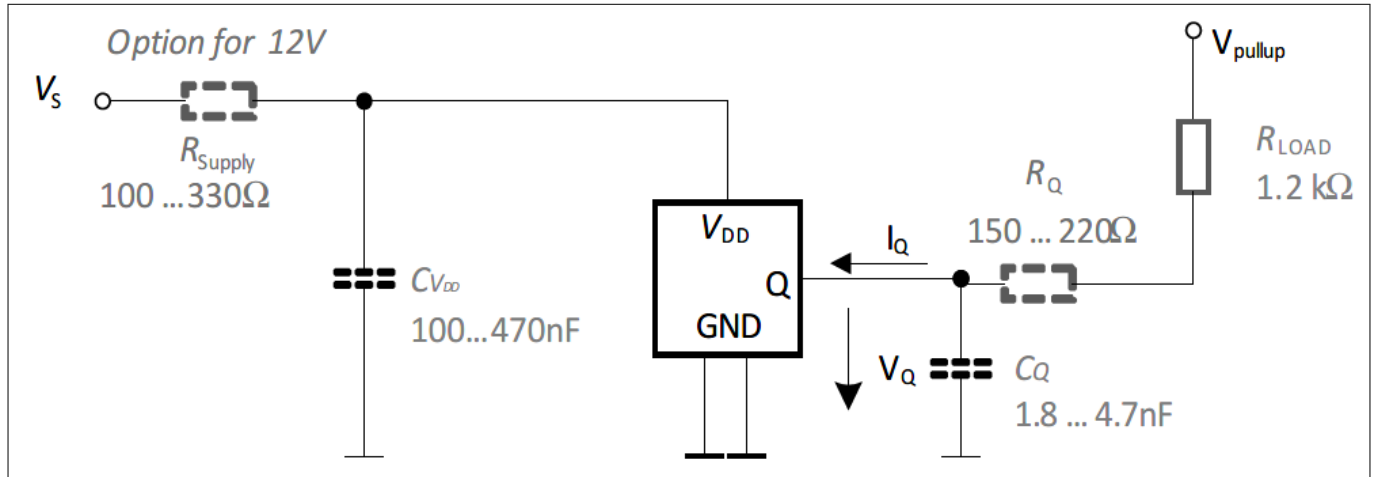 Option for 12V
V_S
R_Supply
100 ...330Ω
C_VDD
100...470nF
V_DD
Q
GND
I_Q
V_Q
R_Q
150 ... 220Ω
C_Q
1.8 ... 4.7nF
V_pullup
R_LOAD
1.2 kΩ